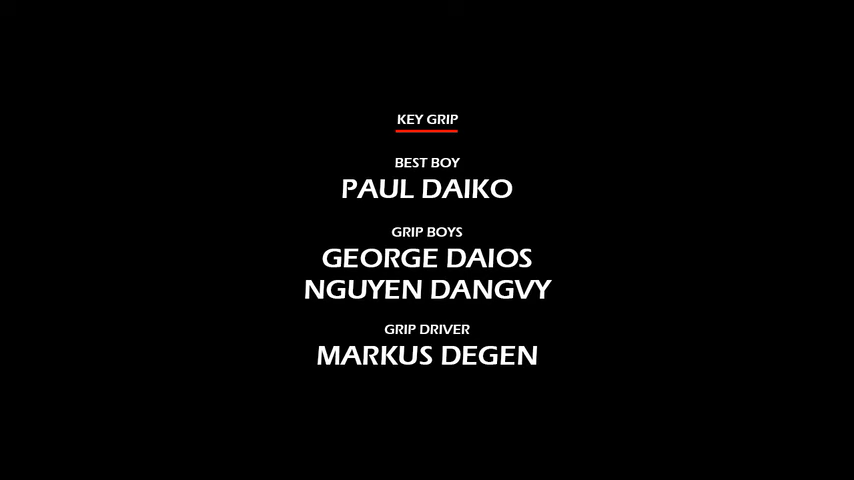 KEY GRIP
BEST BOY
PAUL DAIKO
GRIP BOYS
GEORGE DAIOS
NGUYEN DANGVY
GRIP DRIVER
MARKUS DEGEN